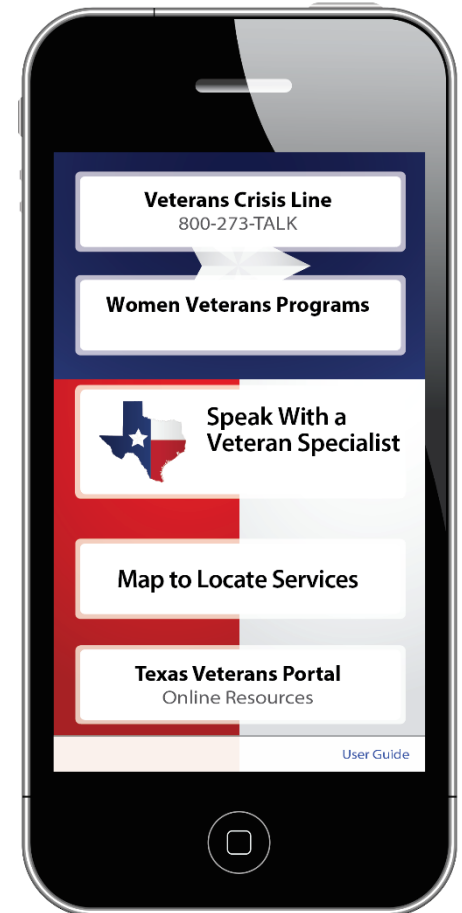 Veterans Crisis Line
800-273-TALK
Women Veterans Programs
Speak With a
Veteran Specialist
Map to Locate Services
Texas Veterans Portal
Online Resources
User Guide